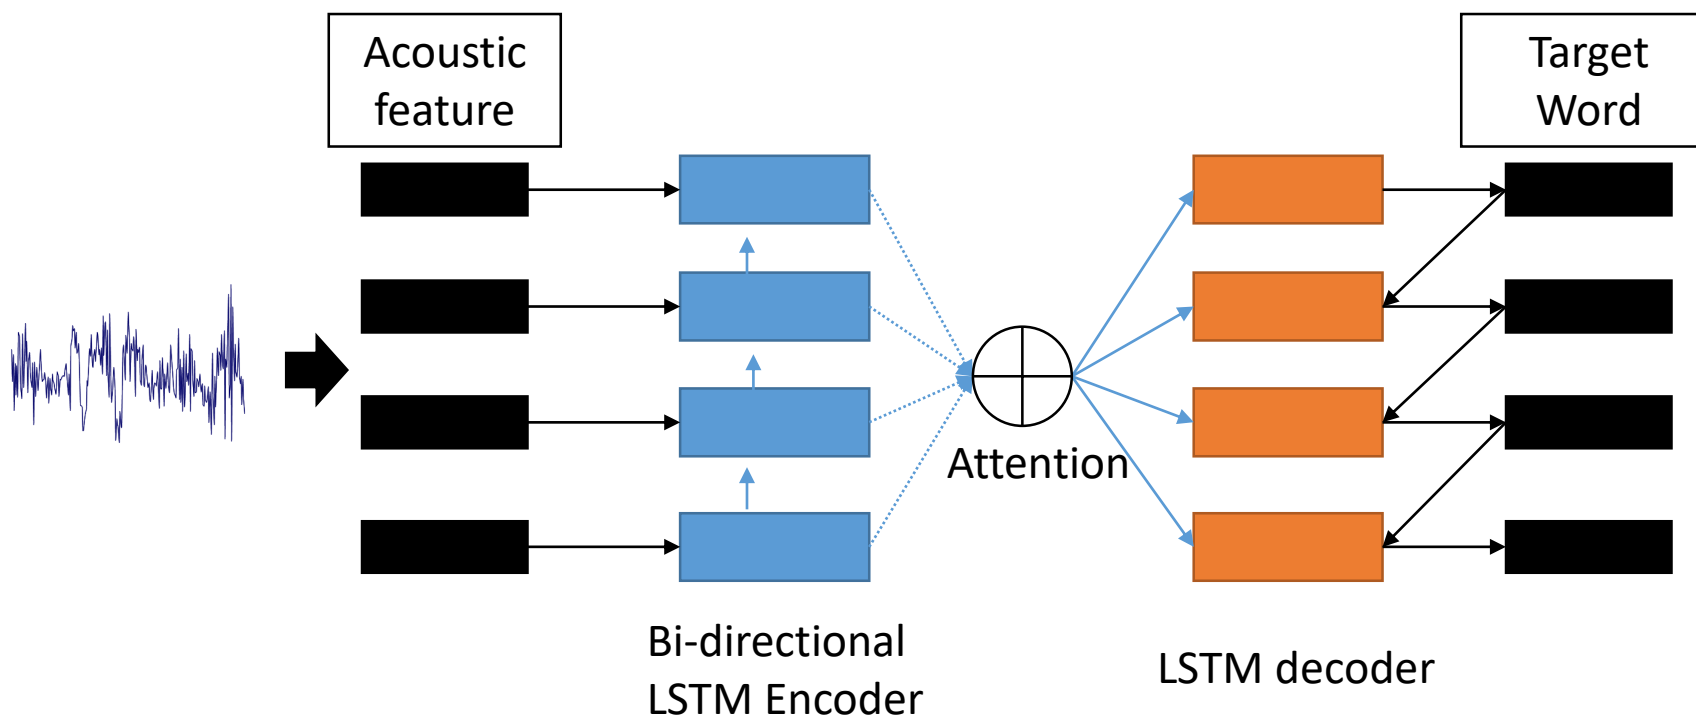 Acoustic
feature
Target
Word
Attention
Bi-directional
LSTM Encoder
LSTM decoder